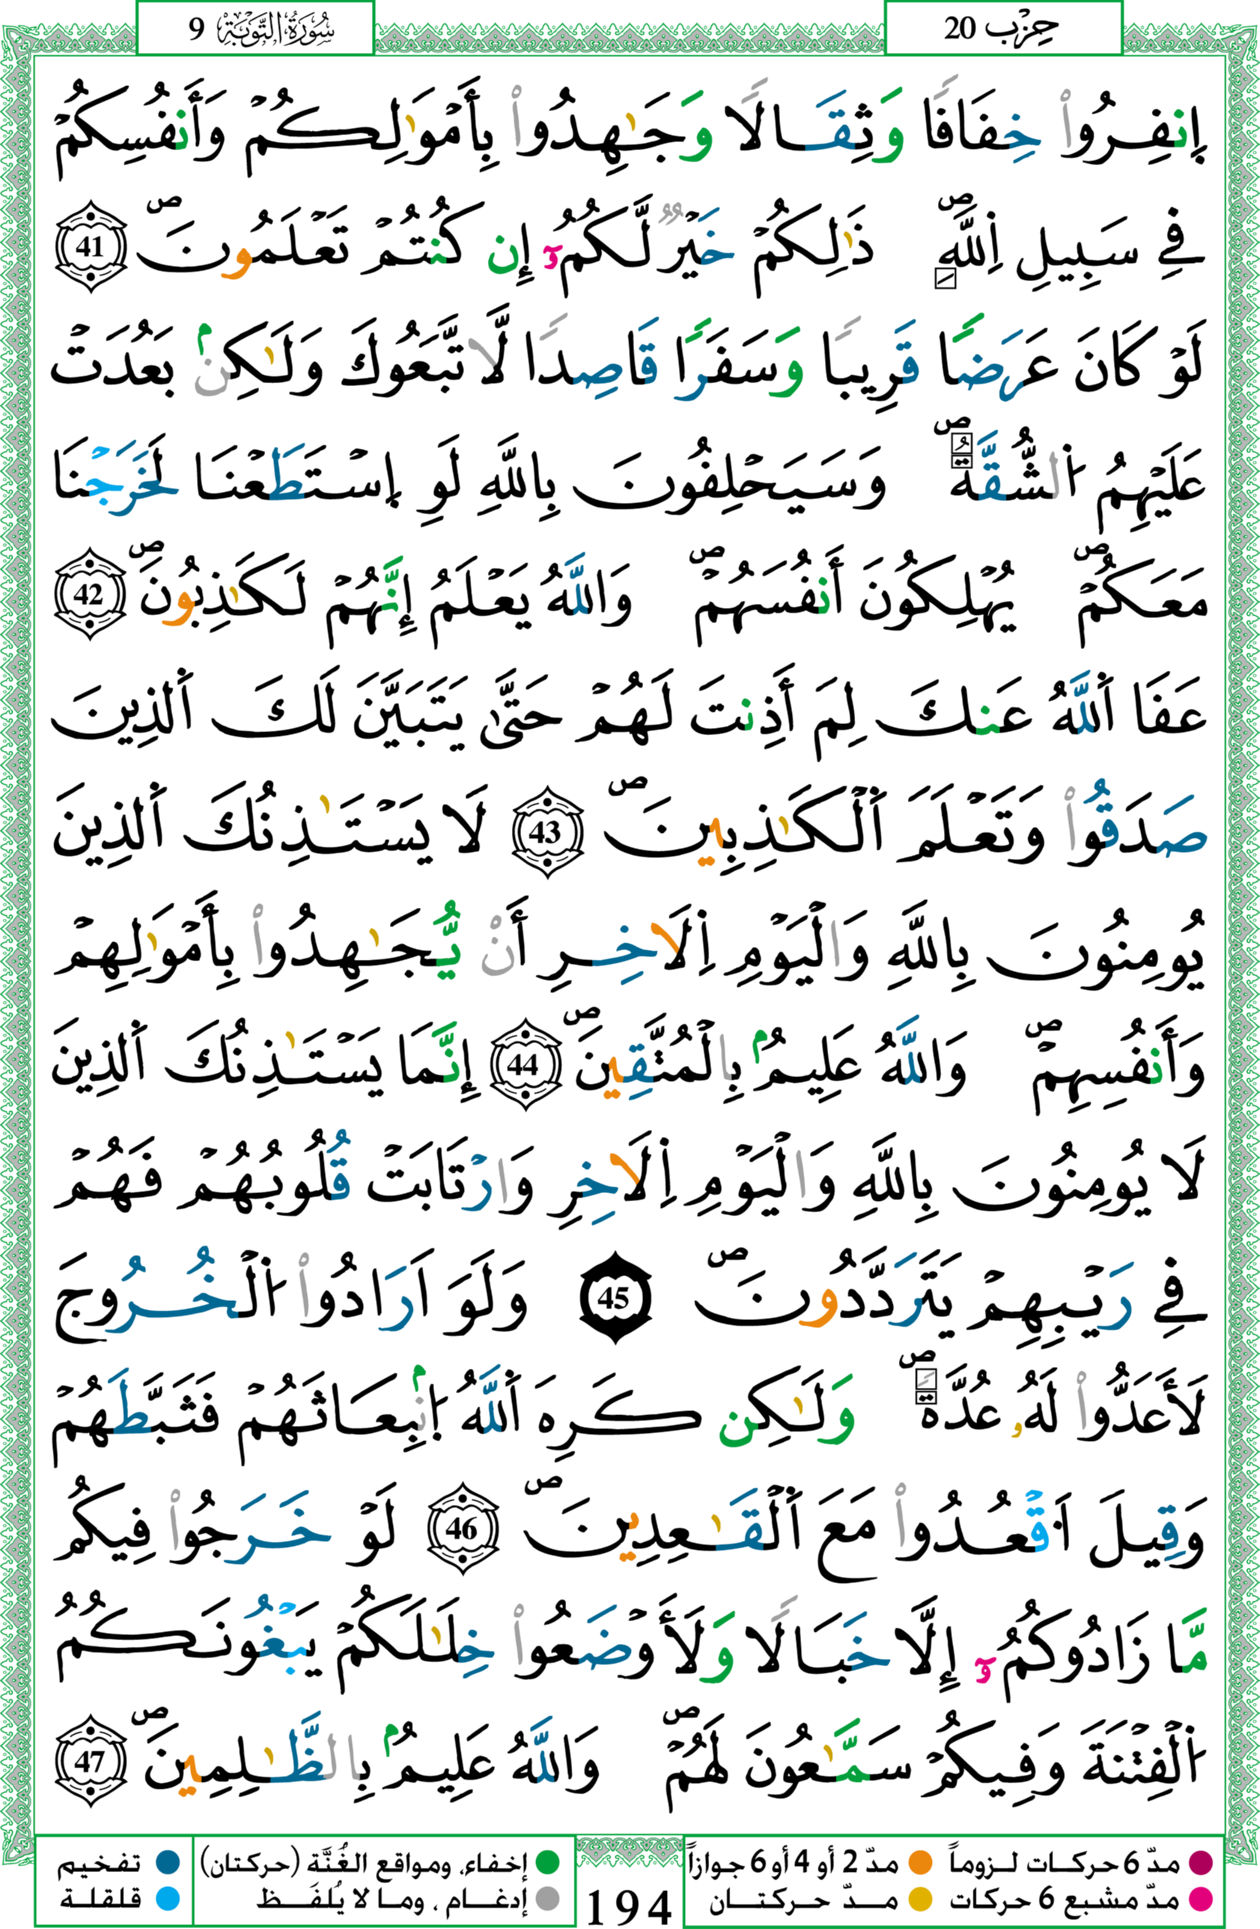 حِزْب 20
سُورَةُ التَّوْبَةِ 9
اِنفِرُواْ خِفَافًا وَثِقَالًا وَجَٰهِدُواْ بِأَمْوَٰلِكُمْ وَأَنفُسِكُمْ
فِے سَبِيلِ اِ۬للَّهِۖ ذَٰلِكُمْ خَيْرٌ لَّكُمُۥٓ إِن كُنتُمْ تَعْلَمُونَۖ 41
لَوْ كَانَ عَرَضًا قَرِيبًا وَسَفَرًا قَاصِدًا لَّاتَّبَعُوكَ وَلَٰكِنۢ بَعُدَتْ
عَلَيْهِمُ اُ۬لشُّقَّةُۖ وَسَيَحْلِفُونَ بِاللَّهِ لَوِ اِ۪سْتَطَعْنَا لَخَرَجْنَا
مَعَكُمْۖ يُهْلِكُونَ أَنفُسَهُمْۖ وَاللَّهُ يَعْلَمُ إِنَّهُمْ لَكَٰذِبُونَۖ 42
عَفَا اَ۬للَّهُ عَنكَ لِمَ أَذِنتَ لَهُمْ حَتَّىٰ يَتَبَيَّنَ لَكَ اَ۬لذِينَ
صَدَقُواْ وَتَعْلَمَ اَ۬لْكَٰذِبِينَۖ 43 لَا يَسْتَٰذِنُكَ اَ۬لذِينَ
يُومِنُونَ بِاللَّهِ وَالْيَوْمِ اِ۬لَاخِرِ أَنْ يُّجَٰهِدُواْ بِأَمْوَٰلِهِمْ
وَأَنفُسِهِمْۖ وَاللَّهُ عَلِيمُۢ بِالْمُتَّقِينَۖ 44 إِنَّمَا يَسْتَٰذِنُكَ اَ۬لذِينَ
لَا يُومِنُونَ بِاللَّهِ وَالْيَوْمِ اِ۬لَاخِرِ وَارْتَابَتْ قُلُوبُهُمْ فَهُمْ
فِے رَيْبِهِمْ يَتَرَدَّدُونَۖ 45 وَلَوَ اَرَادُواْ اُ۬لْخُرُوجَ
لَأَعَدُّواْ لَهُۥ عُدَّةًۖ وَلَٰكِن كَرِهَ اَ۬للَّهُ اُ۪نۢبِعَاثَهُمْ فَثَبَّطَهُمْ
وَقِيلَ اَ۟قْعُدُواْ مَعَ اَ۬لْقَٰعِدِينَۖ 46 لَوْ خَرَجُواْ فِيكُم
مَّا زَادُوكُمُۥٓ إِلَّا خَبَالًا وَلَأَوْضَعُواْ خِلَٰلَكُمْ يَبْغُونَكُمُ
اُ۬لْفِتْنَةَ وَفِيكُمْ سَمَّٰعُونَ لَهُمْۖ وَاللَّهُ عَلِيمُۢ بِالظَّٰلِمِينَۖ 47
مدّ 6 حركات لـزوماً مدّ 2 أو 4 أو 6 جوازاً
مدّ مشبع 6 حركات مـدّ حركتـان
194
إخفاء، ومواقع الغُنَّة (حركتان) تفخيم
إدغام ، وما لا يُلفَـظ قلقلة